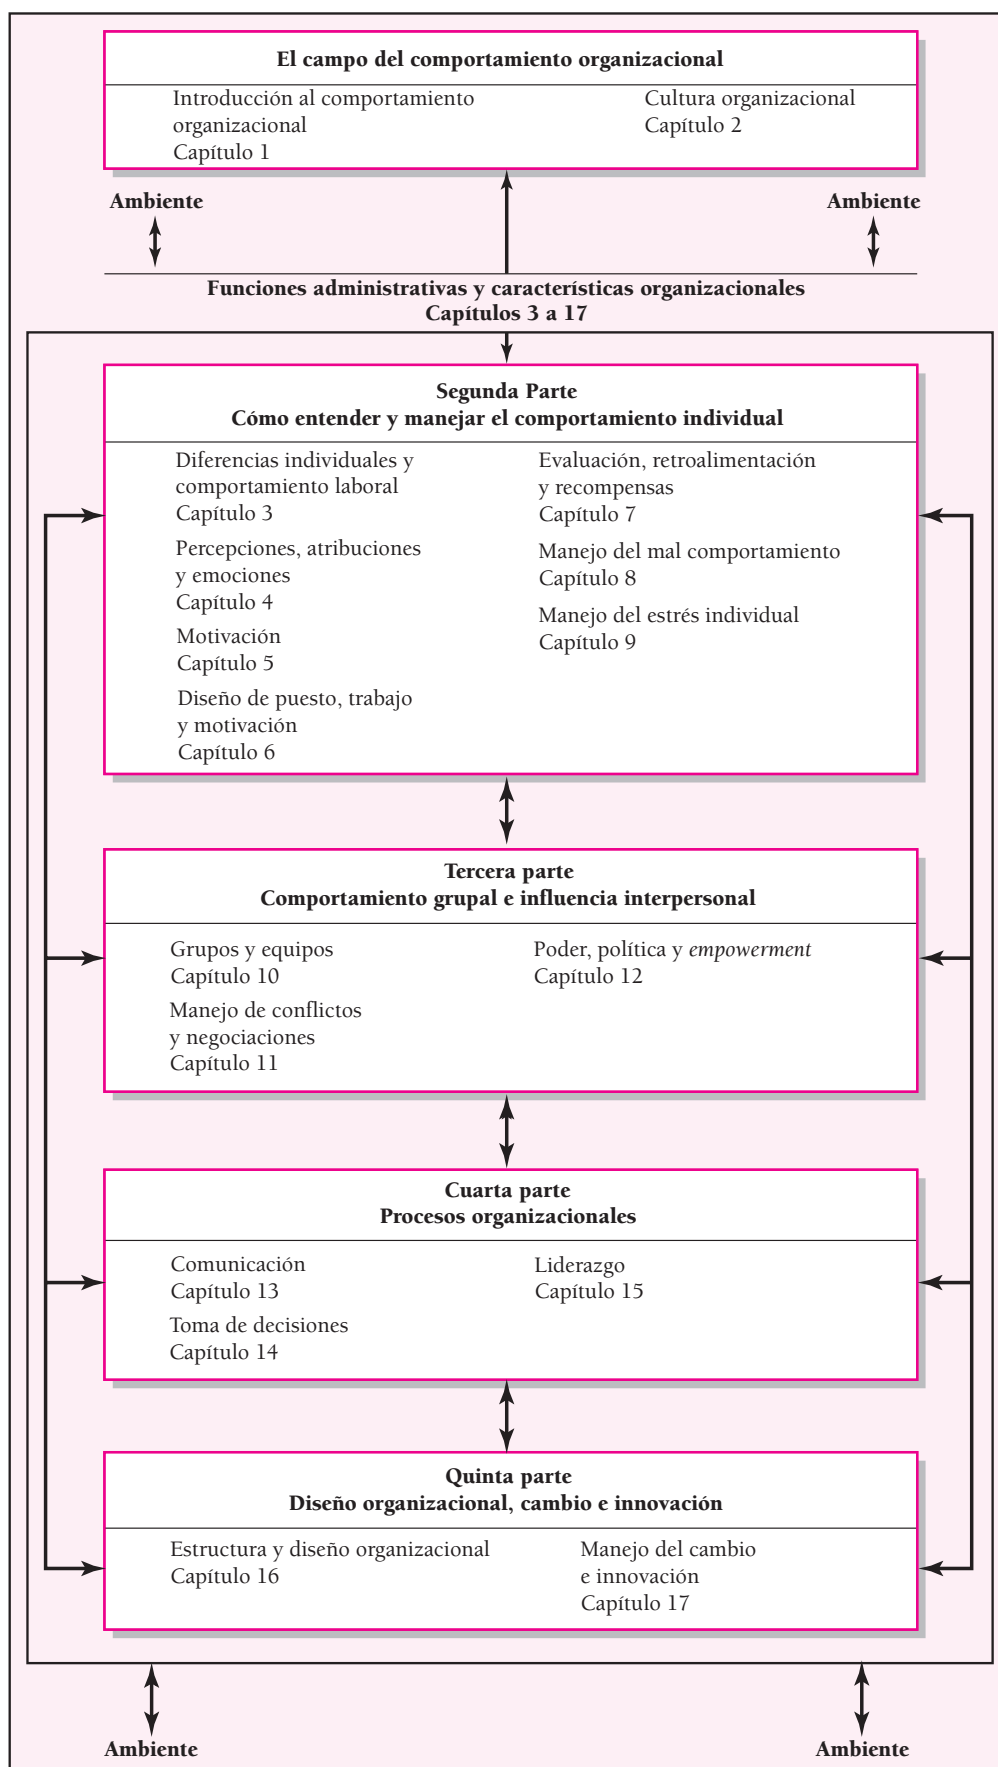 El campo del comportamiento organizacional
Introducción al comportamiento
organizacional
Capítulo 1
Cultura organizacional
Capítulo 2
Ambiente
Ambiente
Funciones administrativas y características organizacionales
Capítulos 3 a 17
Segunda Parte
Cómo entender y manejar el comportamiento individual
Diferencias individuales y
comportamiento laboral
Capítulo 3
Percepciones, atribuciones
y emociones
Capítulo 4
Motivación
Capítulo 5
Diseño de puesto, trabajo
y motivación
Capítulo 6
Evaluación, retroalimentación
y recompensas
Capítulo 7
Manejo del mal comportamiento
Capítulo 8
Manejo del estrés individual
Capítulo 9
Tercera parte
Comportamiento grupal e influencia interpersonal
Grupos y equipos
Capítulo 10
Manejo de conflictos
y negociaciones
Capítulo 11
Poder, política y empowerment
Capítulo 12
Cuarta parte
Procesos organizacionales
Comunicación
Capítulo 13
Toma de decisiones
Capítulo 14
Liderazgo
Capítulo 15
Quinta parte
Diseño organizacional, cambio e innovación
Estructura y diseño organizacional
Capítulo 16
Manejo del cambio
e innovación
Capítulo 17
Ambiente
Ambiente